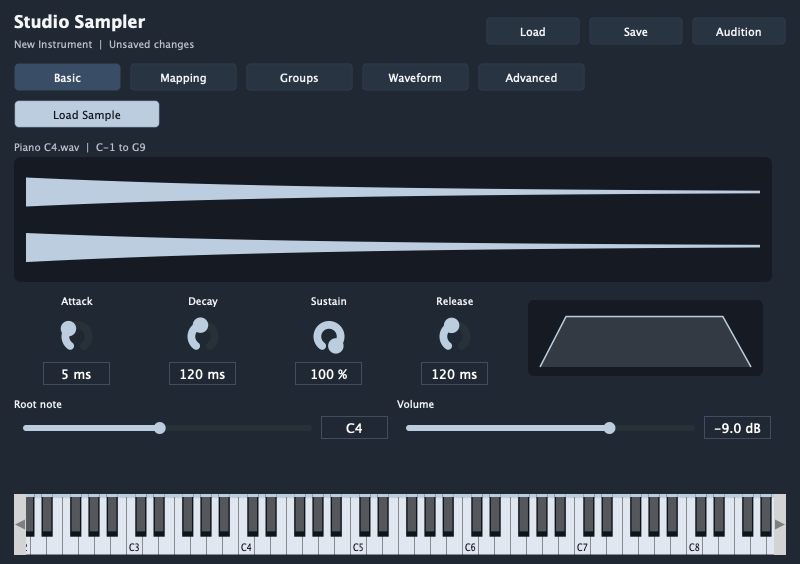 Studio Sampler
New Instrument | Unsaved changes
Load
Save
Audition
Basic
Mapping
Groups
Waveform
Advanced
Load Sample
Piano C4.wav | C-1 to G9
Attack
Decay
Sustain
Release
5 ms
120 ms
100 %
120 ms
Root note
Volume
C4
-9.0 dB
C3
C4
C5
C6
C7
C8